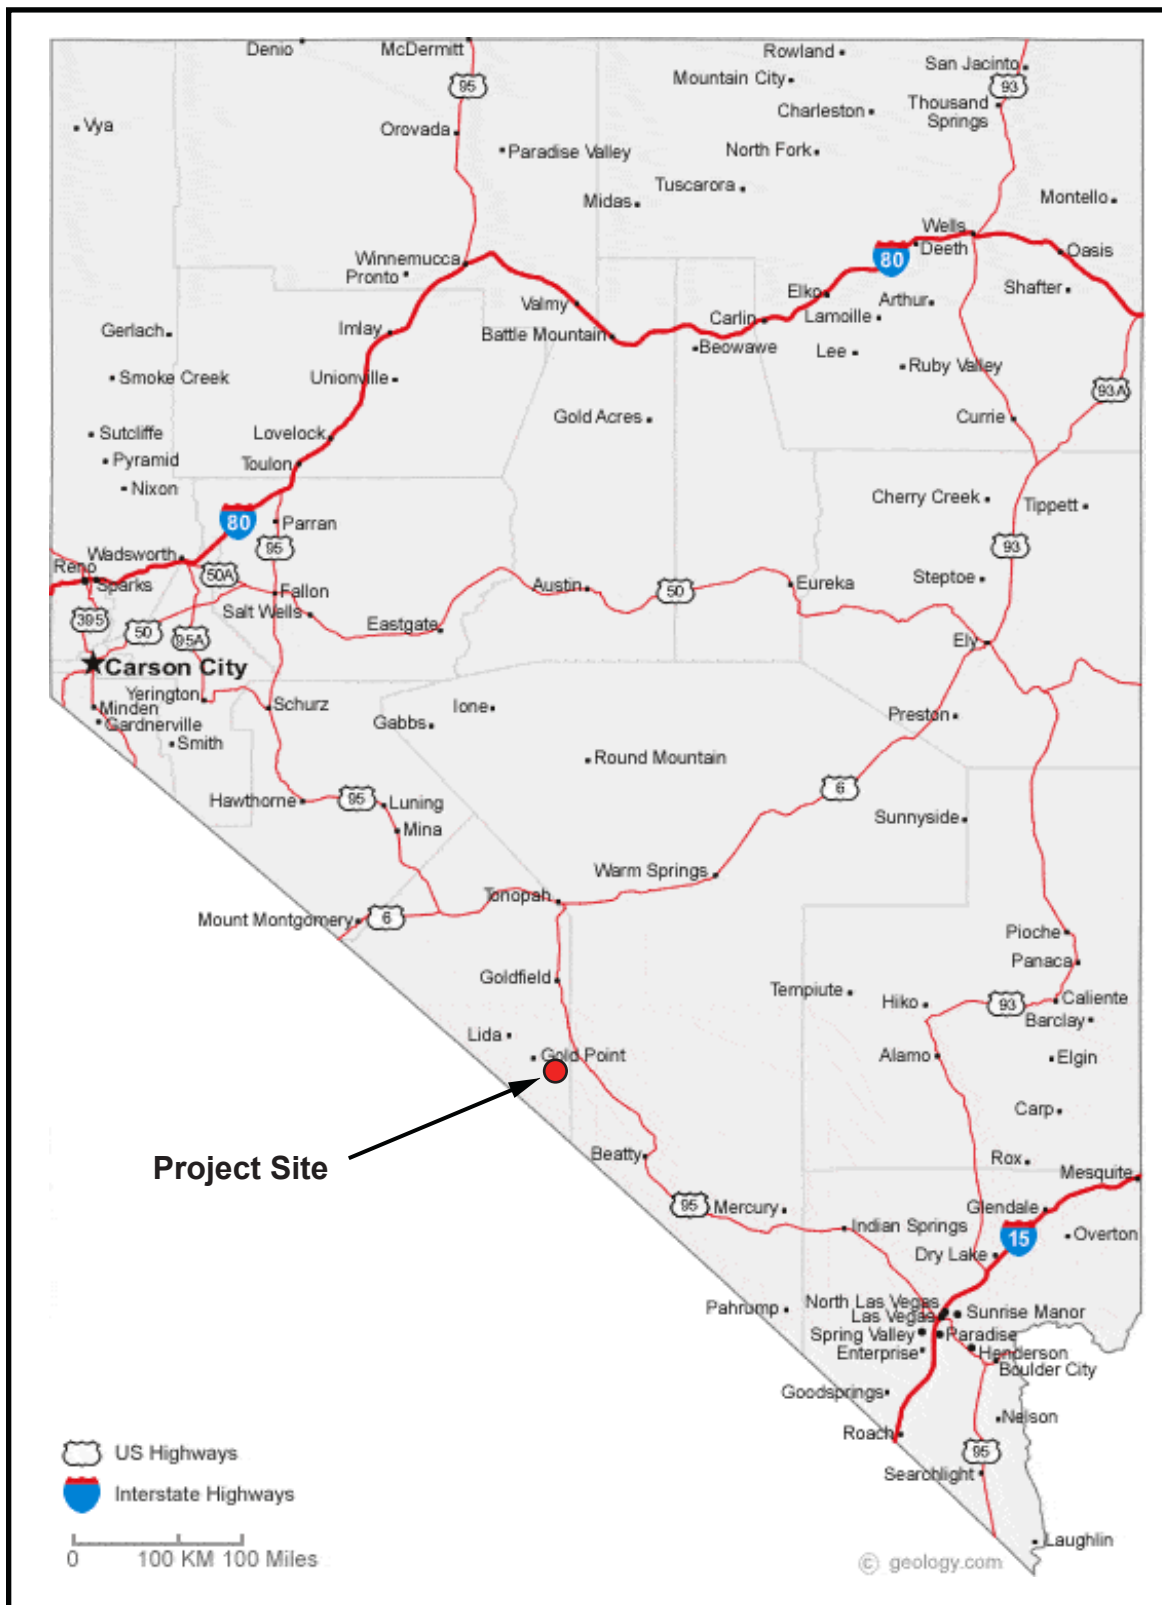 Denio
McDermitt
Rowland
San Jacinto
95
Mountain City
93
Thousand
Springs
Charleston
Vya
Orovada
Paradise Valley
North Fork
Tuscarora
Midas
Montello
Wells
Deeth
Oasis
Winnemucca
Pronto
80
Elko
Arthur
Shafter
Valmy
Carlin
Lamoille
Gerlach
Imlay
Battle Mountain
Beowawe
Lee
Ruby Valley
Smoke Creek
Unionville
93A
Gold Acres
Currie
Sutcliffe
Lovelock
Pyramid
Toulon
Nixon
Cherry Creek
Tippett
80
Parran
95
93
Wadsworth
Reno
Sparks
50A
Fallon
Austin
50
Eureka
Steptoe
395
50
95A
Salt Wells
Eastgate
Ely
Carson City
Yerington
Minden
Gardnerville
Schurz
Ione
Gabbs
Preston
Smith
Round Mountain
Hawthorne
95
Luning
6
Mina
Sunnyside
Warm Springs
Tonopah
Mount Montgomery
6
Pioche
Panaca
Goldfield
Tempiute
Hiko
93
Caliente
Barclay
Lida
Gold Point
Alamo
Elgin
Carp
Project Site
Beatty
Rox
Mesquite
95
Mercury
Glendale
Indian Springs
15
Overton
Dry Lake
Pahrump
North Las Vegas
Las Vegas
Sunrise Manor
Spring Valley
Paradise
Enterprise
Henderson
Boulder City
Goodsprings
Nelson
Roach
95
Searchlight
Laughlin
US Highways
Interstate Highways
0 100 KM 100 Miles
© geology.com